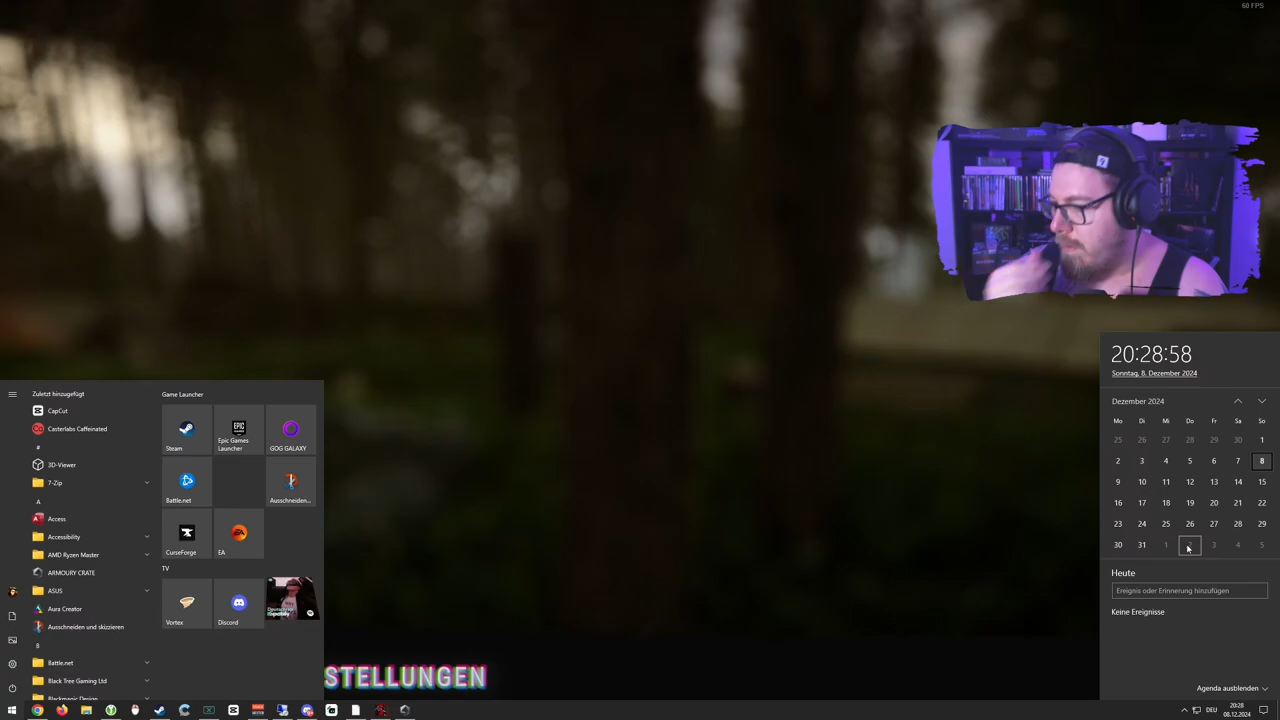 60 FPS
Zuletzt hinzugefügt
CapCut
Casterlabs Caffeinated
#
3D-Viewer
7-Zip
A
Access
Accessibility
AMD Ryzen Master
ARMOURY CRATE
ASUS
Aura Creator
Ausschneiden und skizzieren
B
Battle.net
Black Tree Gaming Ltd
Blackmagic Design
Game Launcher
Steam
EPIC GAMES
Epic Games
Launcher
GOG GALAXY
Battle.net
Ausschneiden...
CurseForge
EA
EA
TV
Vortex
Discord
STELLUNGEN
20:28:58
Sonntag, 8. Dezember 2024
Dezember 2024
Mo Di Mi Do Fr Sa So
25 26 27 28 29 30 1
2 3 4 5 6 7 8
9 10 11 12 13 14 15
16 17 18 19 20 21 22
23 24 25 26 27 28 29
30 31 1 2 3 4 5
Heute
Ereignis oder Erinnerung hinzufügen
Keine Ereignisse
Agenda ausblenden
DEU
20:28
08.12.2024